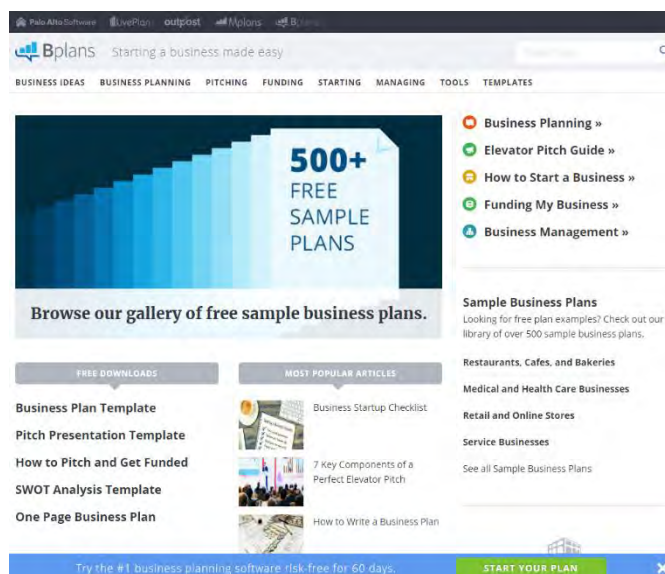 Palo Alto Software LivePlan outpost Mplans
Bplans Starting a business made easy
BUSINESS IDEAS BUSINESS PLANNING PITCHING FUNDING STARTING MANAGING TOOLS TEMPLATES
500+
FREE
SAMPLE
PLANS
Browse our gallery of free sample business plans.
Business Planning »
Elevator Pitch Guide »
How to Start a Business »
Funding My Business »
Business Management »
Sample Business Plans
Looking for free plan examples? Check out our
library of over 500 sample business plans.
Restaurants, Cafes, and Bakeries
Medical and Health Care Businesses
Retail and Online Stores
Service Businesses
See all Sample Business Plans
FREE DOWNLOADS
Business Plan Template
Pitch Presentation Template
How to Pitch and Get Funded
SWOT Analysis Template
One Page Business Plan
MOST POPULAR ARTICLES
Business Startup Checklist
7 Key Components of a
Perfect Elevator Pitch
How to Write a Business Plan
Try the #1 business planning software risk-free for 60 days.
START YOUR PLAN